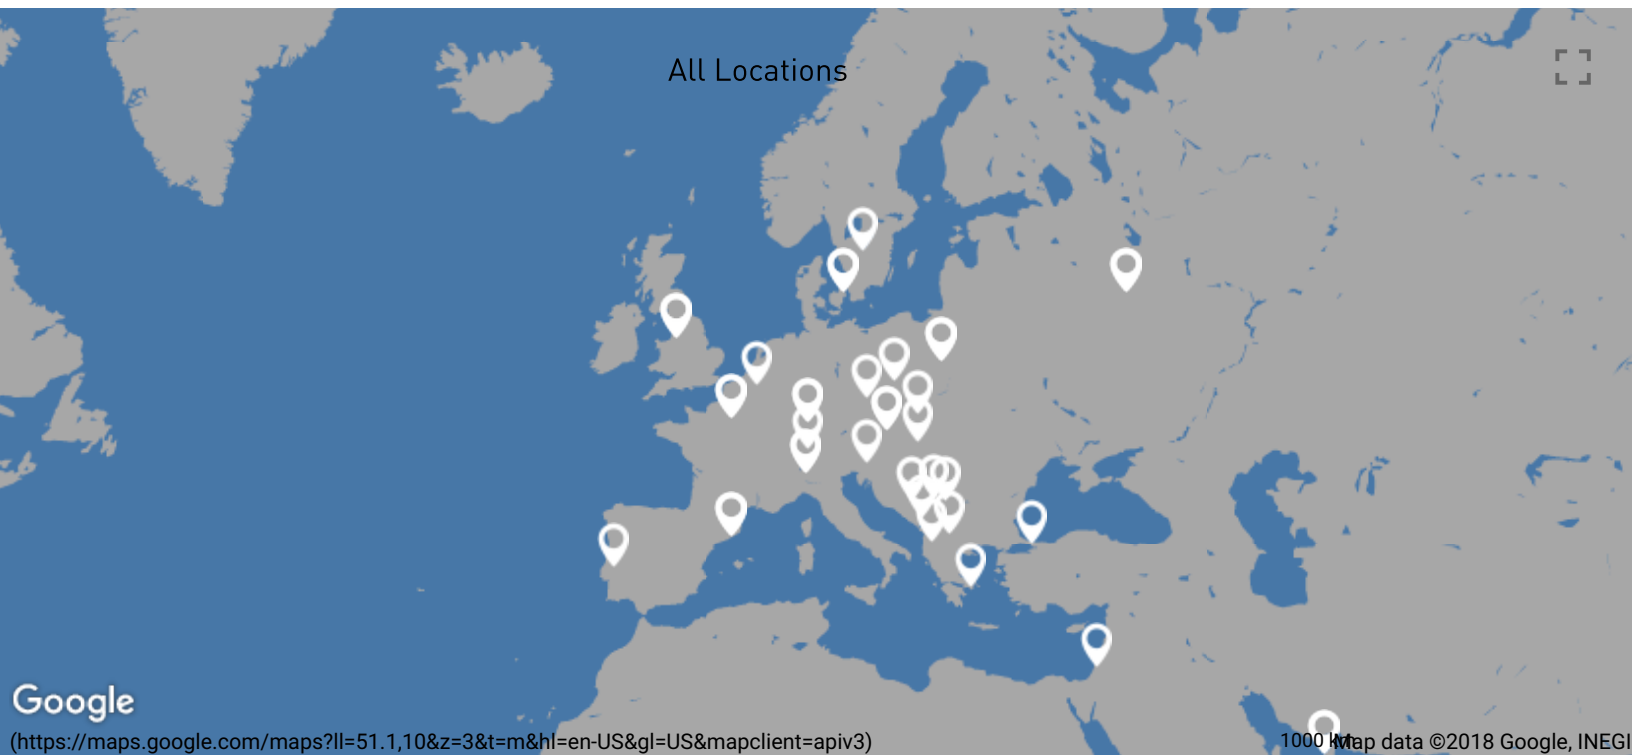 All Locations
Google
(https://maps.google.com/maps?ll=51.1,10&z=3&t=m&hl=en-US&gl=US&mapclient=apiv3)
1000 km Map data ©2018 Google, INEGI